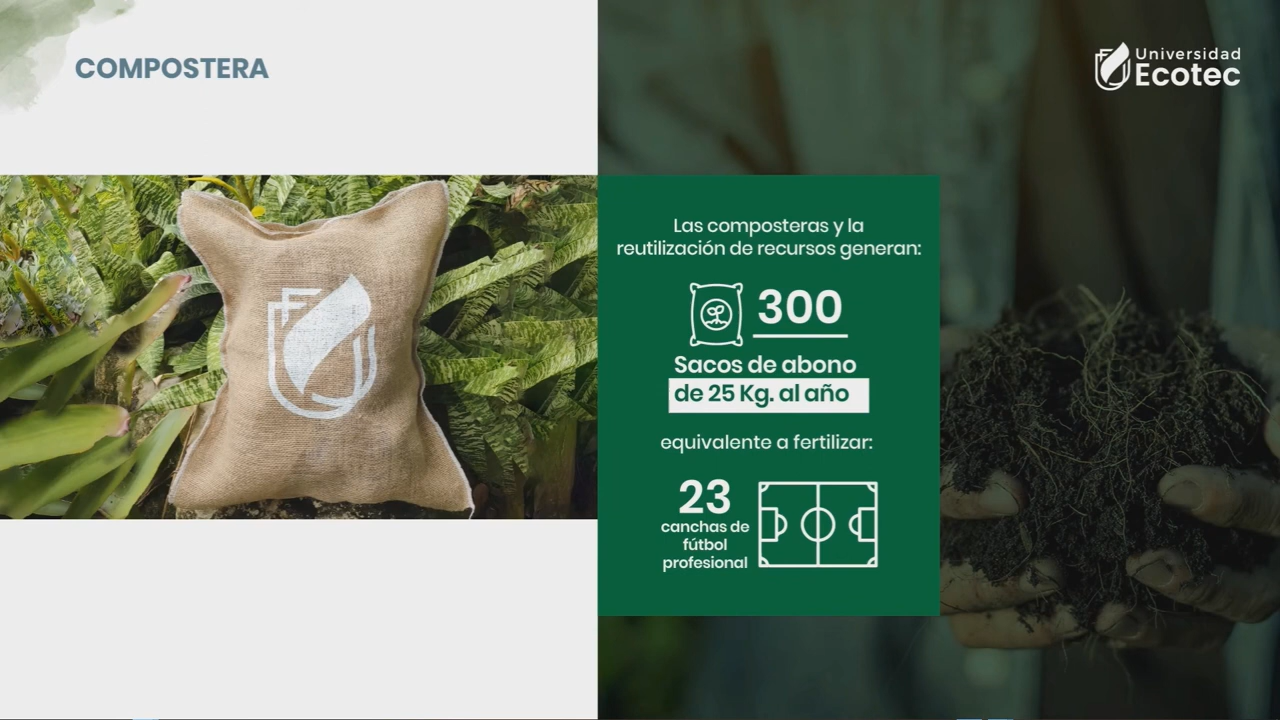 COMPOSTERA
Universidad
Ecotec
Las composteras y la
reutilización de recursos generan:
300
Sacos de abono
de 25 Kg. al año
equivalente a fertilizar:
23
canchas de
fútbol
profesional